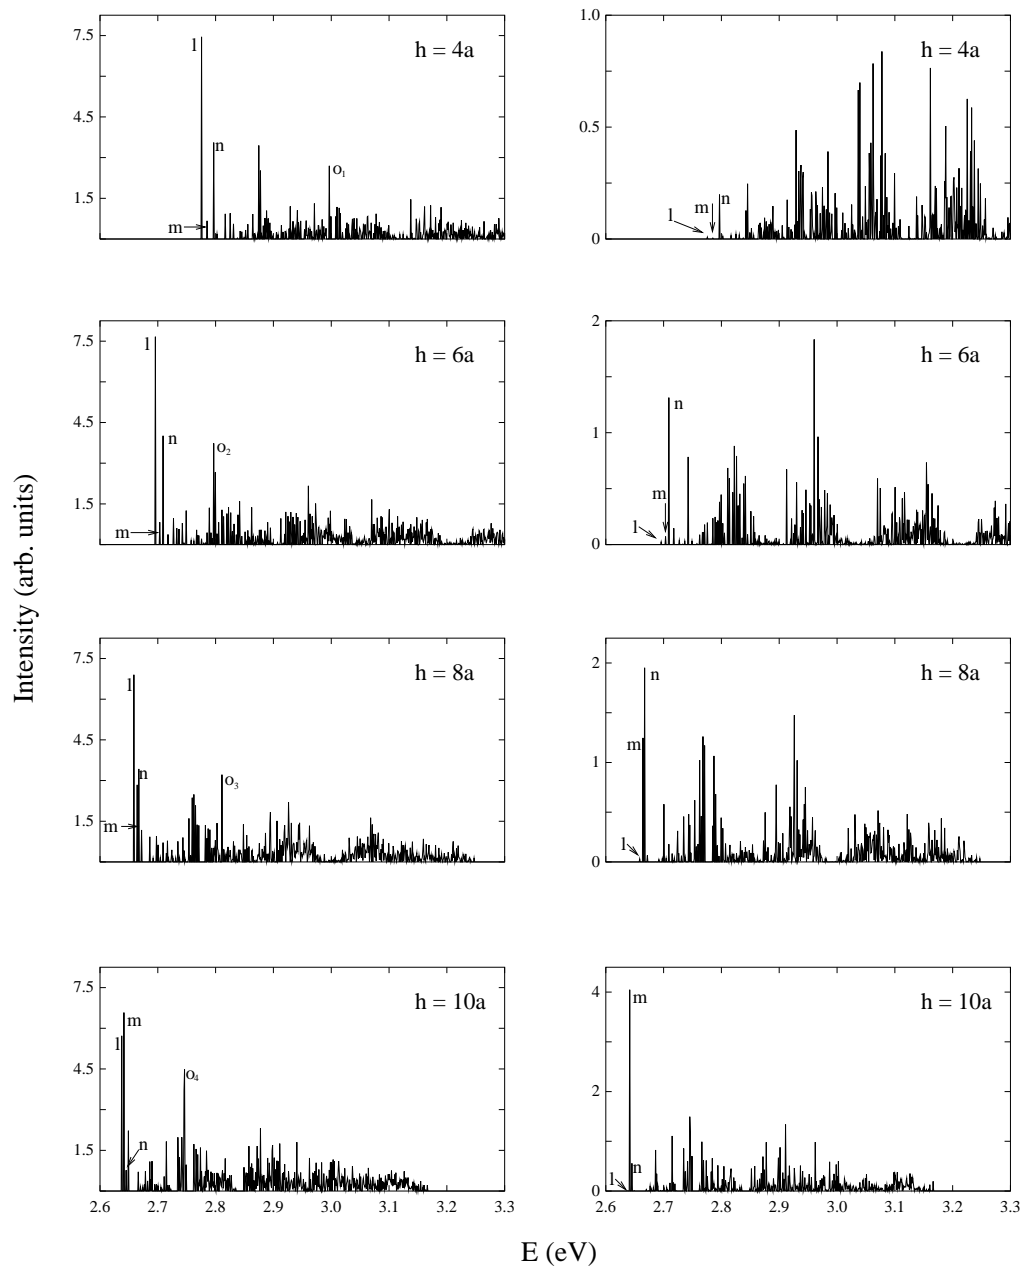 7.5
4.5
1.5
l
m
n
o₁
h = 4a
1.0
0.5
0
l
m
n
h = 4a
7.5
4.5
1.5
l
m
n
o₂
h = 6a
2
1
0
l
m
n
h = 6a
Intensity (arb. units)
7.5
4.5
1.5
l
m
n
o₃
h = 8a
2
1
0
l
m
n
h = 8a
7.5
4.5
1.5
l
m
n
o₄
h = 10a
2.6 2.7 2.8 2.9 3.0 3.1 3.2 3.3
4
2
0
l
m
n
h = 10a
2.6 2.7 2.8 2.9 3.0 3.1 3.2 3.3
E (eV)